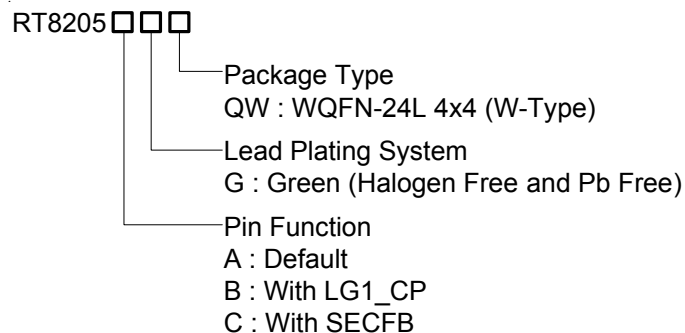 RT8205
Package Type
QW : WQFN-24L 4x4 (W-Type)
Lead Plating System
G : Green (Halogen Free and Pb Free)
Pin Function
A : Default
B : With LG1_CP
C : With SECFB